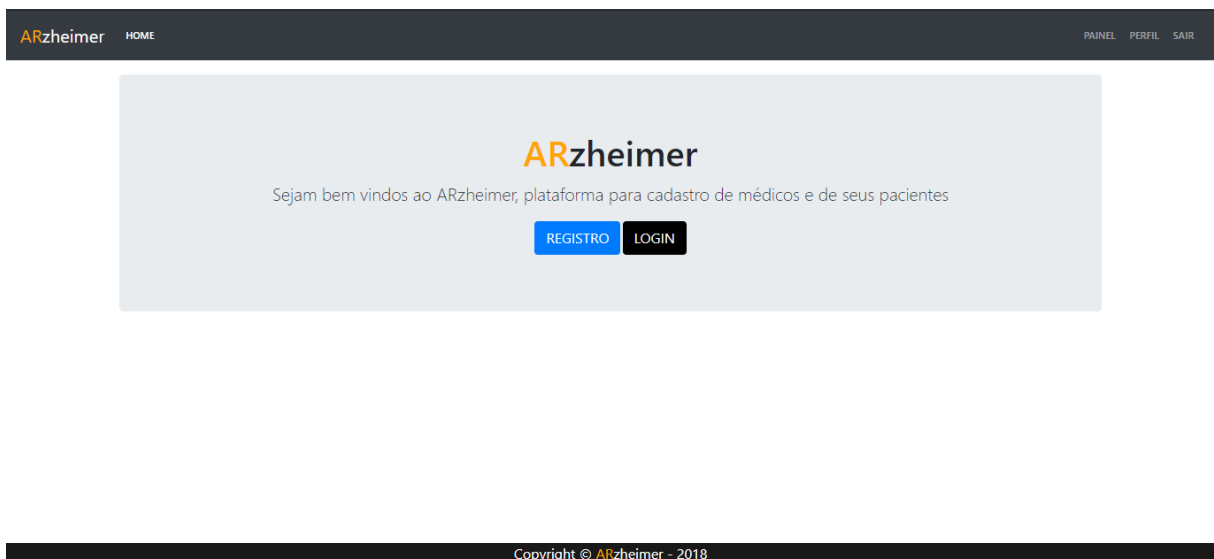 ARzheimer HOME PAINEL PERFIL SAIR
ARzheimer
Sejam bem vindos ao ARzheimer, plataforma para cadastro de médicos e de seus pacientes
REGISTRO LOGIN
Copyright © ARzheimer - 2018